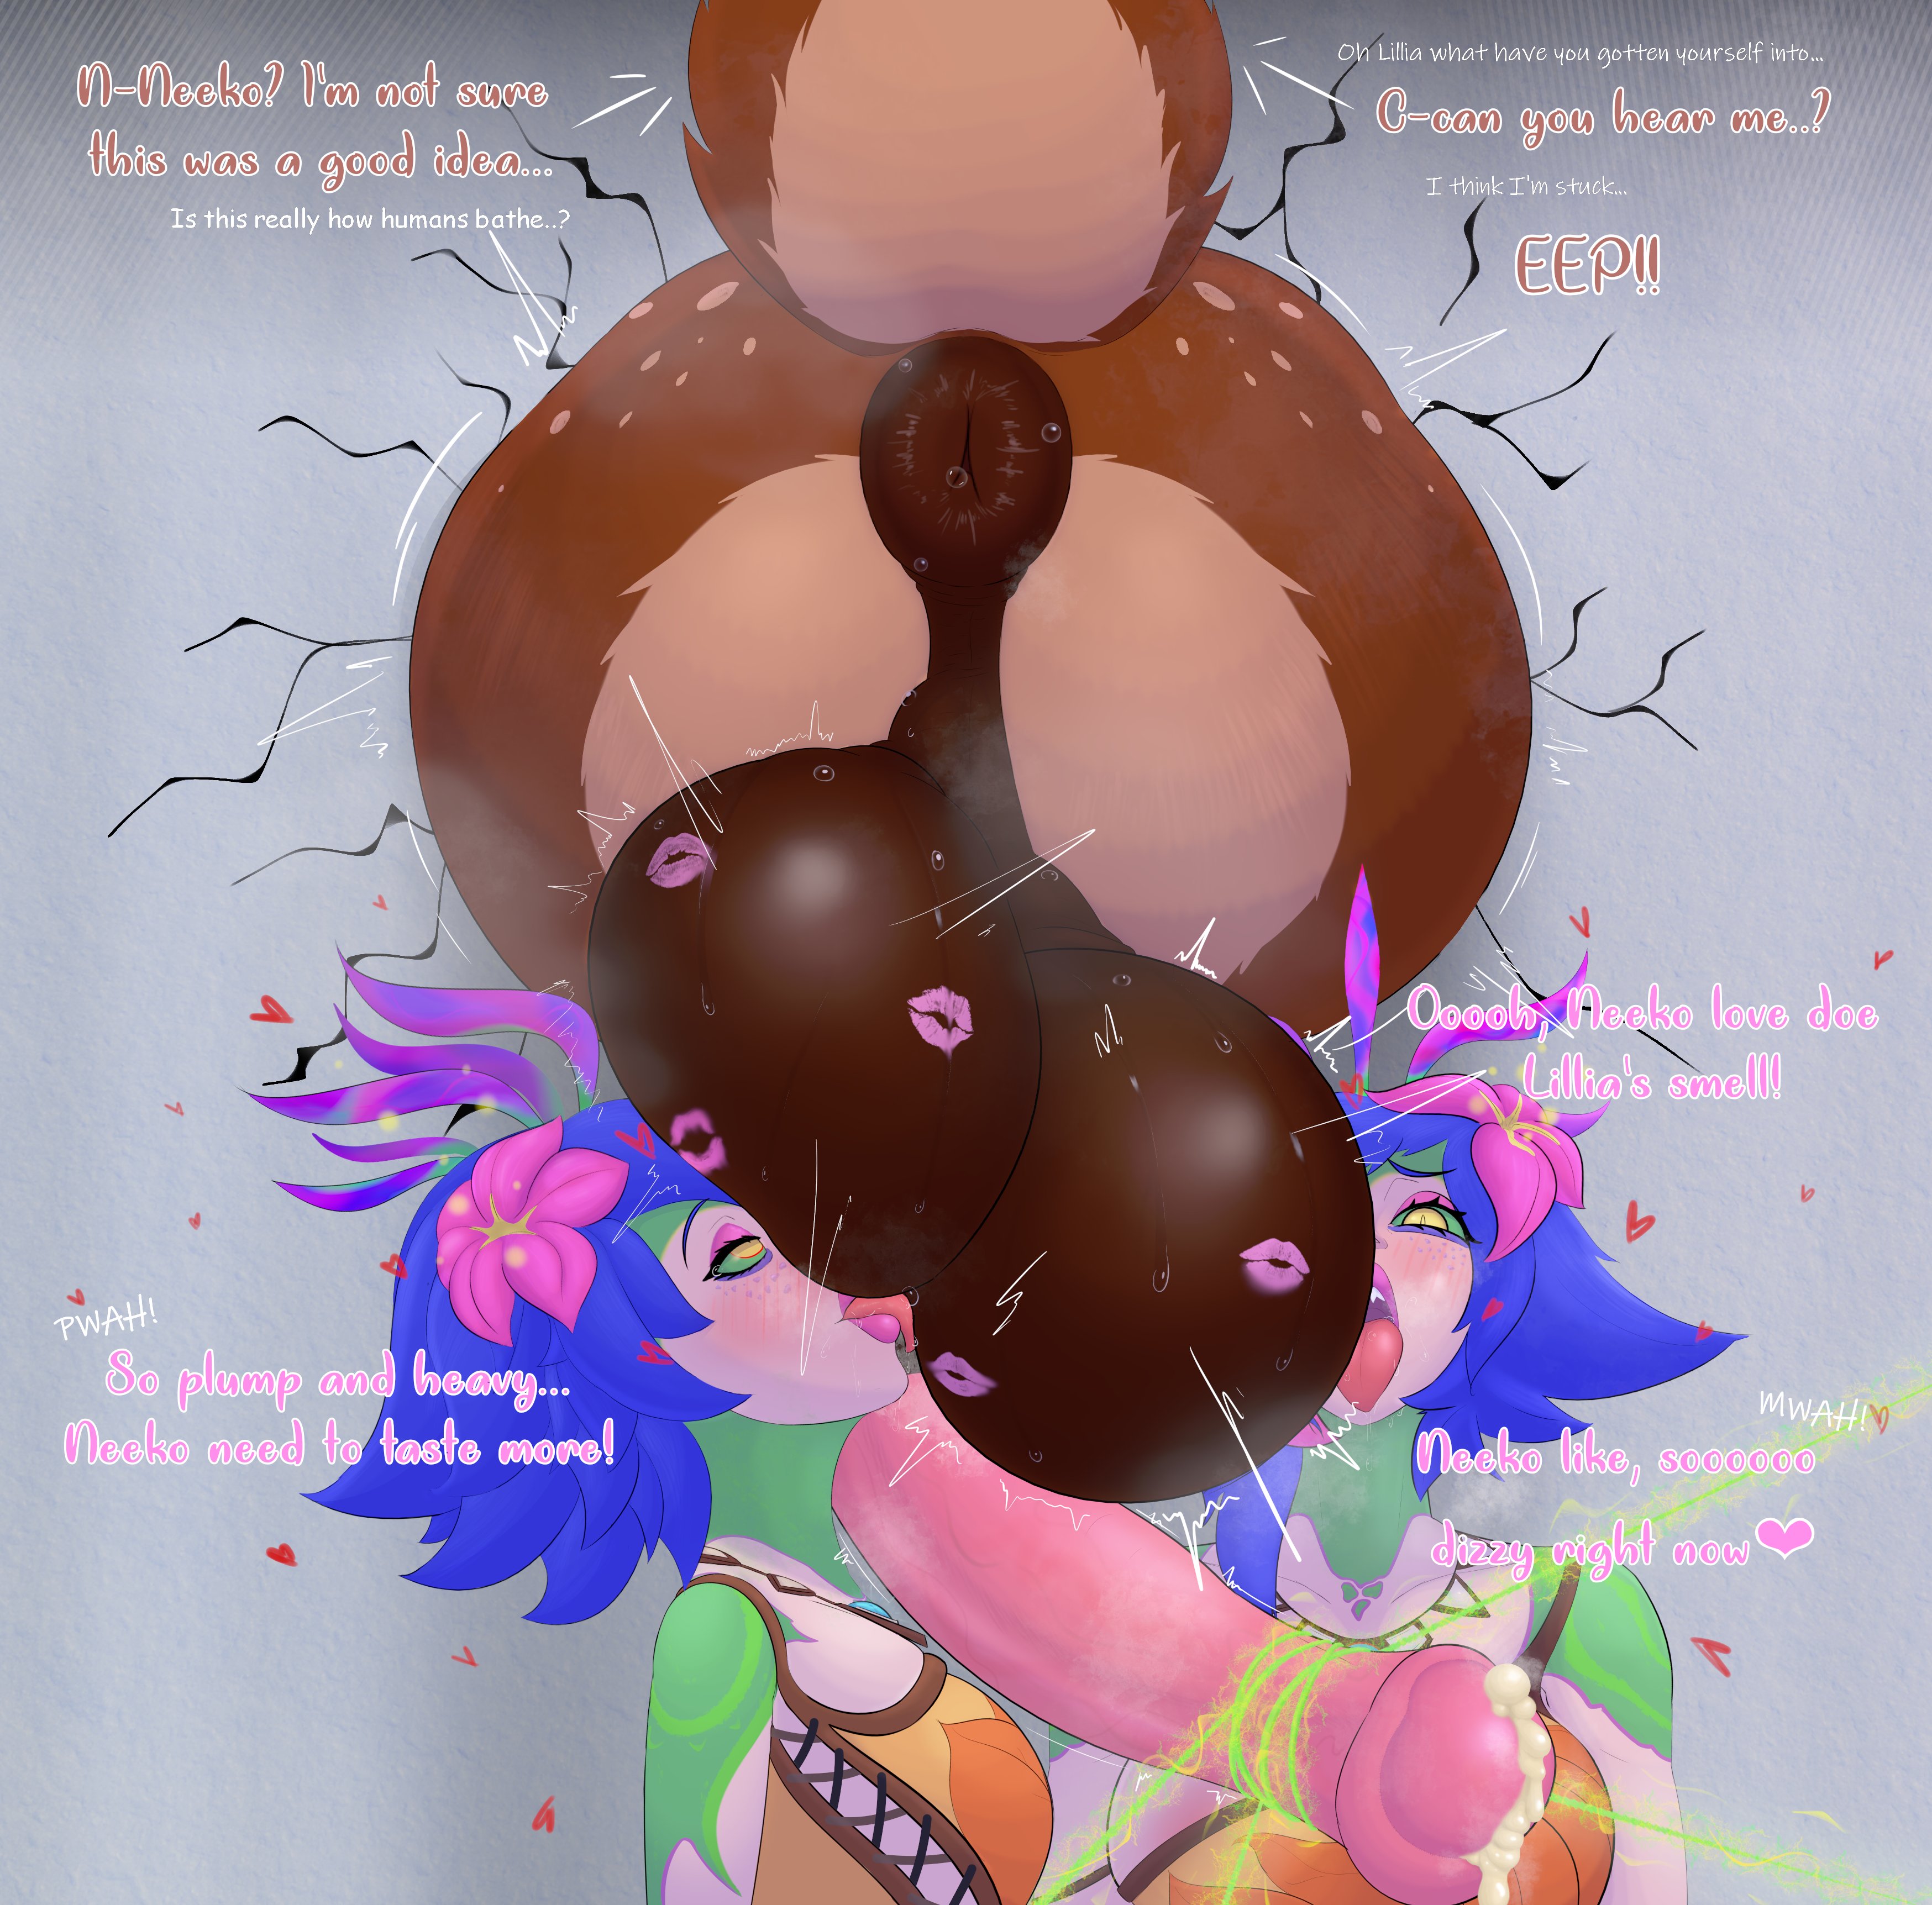 N-Neeko? I'm not sure
this was a good idea...
Is this really how humans bathe..?
Oh Lillia what have you gotten yourself into...
C-can you hear me..?
I think I'm stuck...
EEP!!
Ooooh, Neeko love doe
Lillia's smell!
PWAH!
So plump and heavy...
Neeko need to taste more!
MWAH!
Neeko like, soooooo
dizzy right now❤